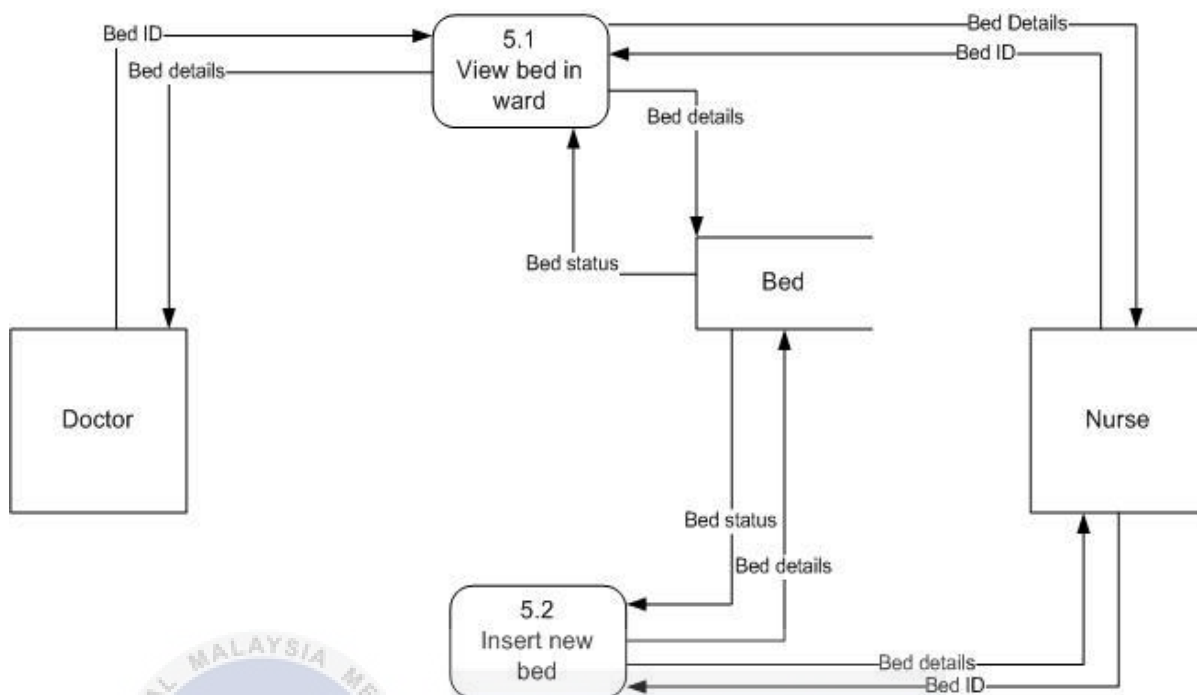 Bed ID
5.1
View bed in
ward
Bed Details
Bed ID
Bed details
Bed details
Bed status
Bed
Doctor
Nurse
Bed status
Bed details
5.2
Insert new
bed
Bed details
Bed ID
MALAYSIA